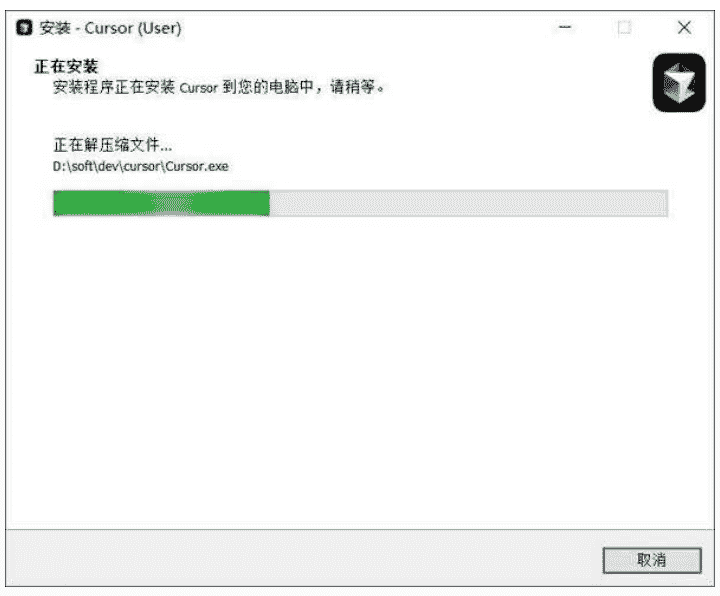 安装 - Cursor (User)
正在安装
安装程序正在安装 Cursor 到您的电脑中，请稍等。
正在解压缩文件...
D:\soft\dev\cursor\Cursor.exe
取消